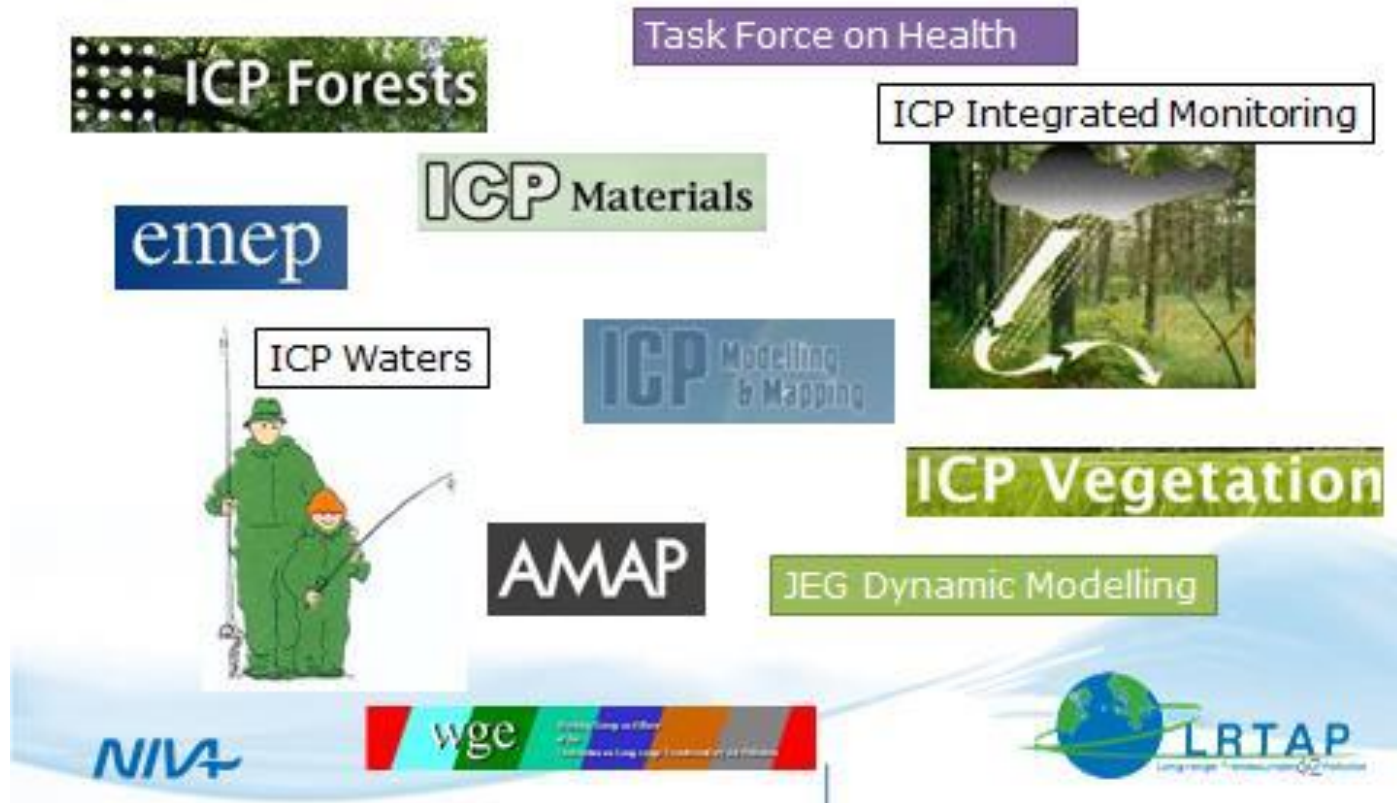 Task Force on Health
ICP Forests
ICP Integrated Monitoring
ICP Materials
emep
ICP Waters
ICP Modelling
& Mapping
ICP Vegetation
AMAP
JEG Dynamic Modelling
NIVA
wge
LRTAP